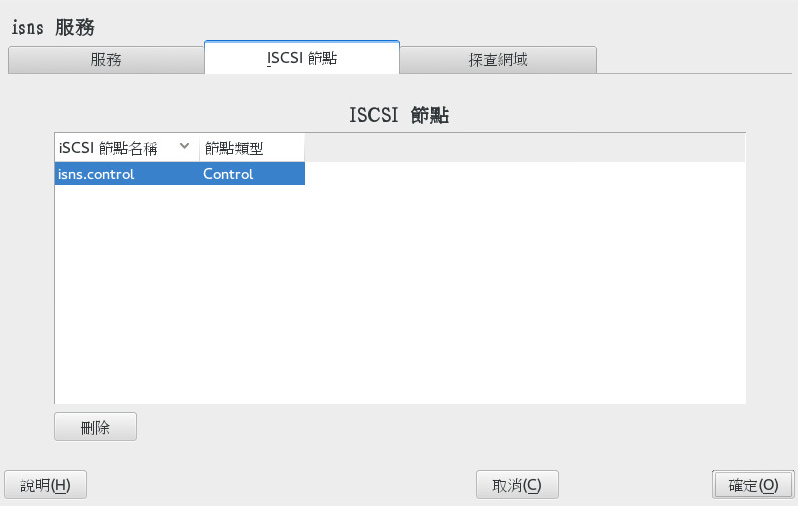 isns 服務
服務 ISCSI 節點 探查網域
ISCSI 節點
iSCSI 節點名稱 節點類型
isns.control Control
刪除
說明(H) 取消(C) 確定(O)